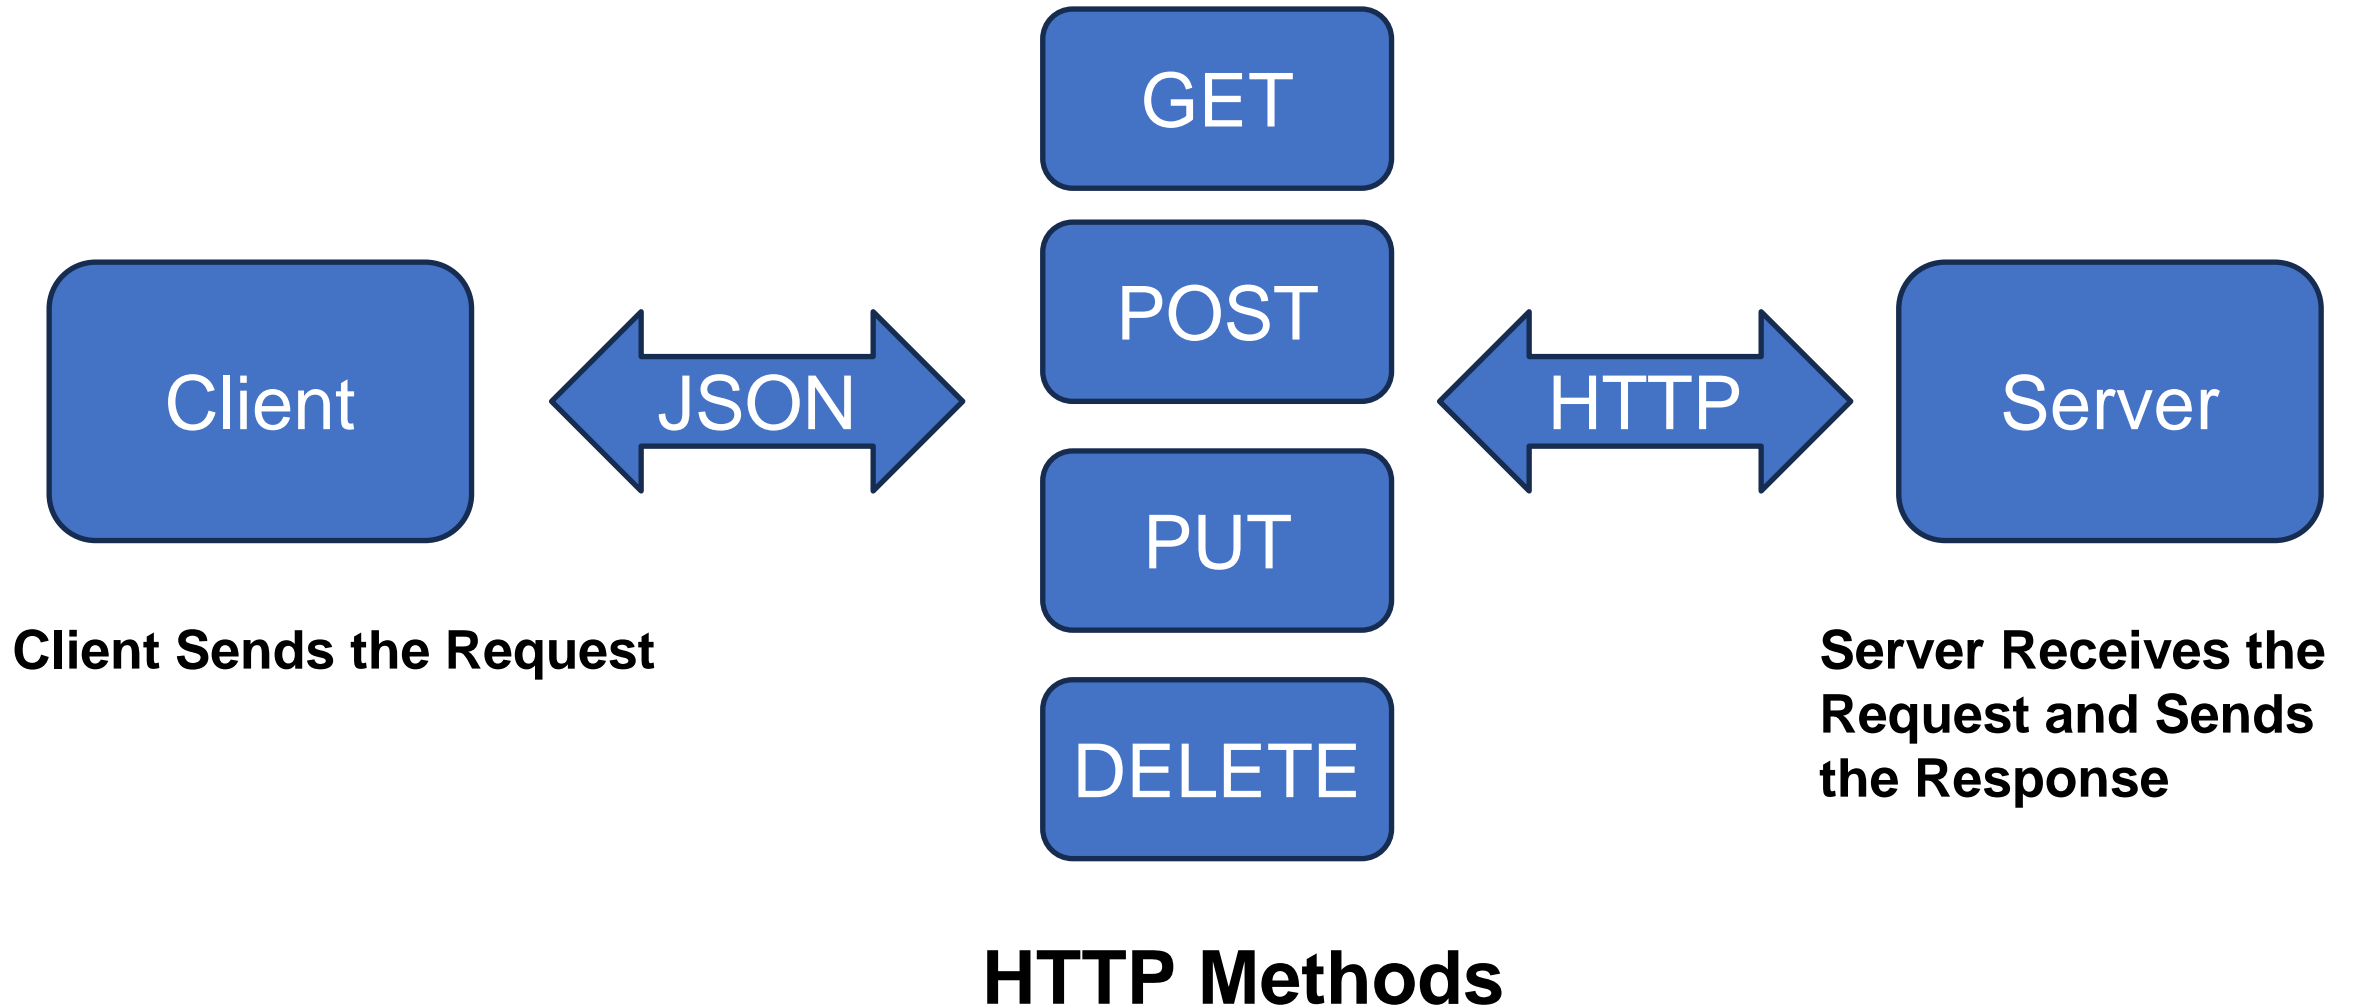 GET
POST
Client
JSON
HTTP
Server
PUT
DELETE
Client Sends the Request
Server Receives the
Request and Sends
the Response
HTTP Methods